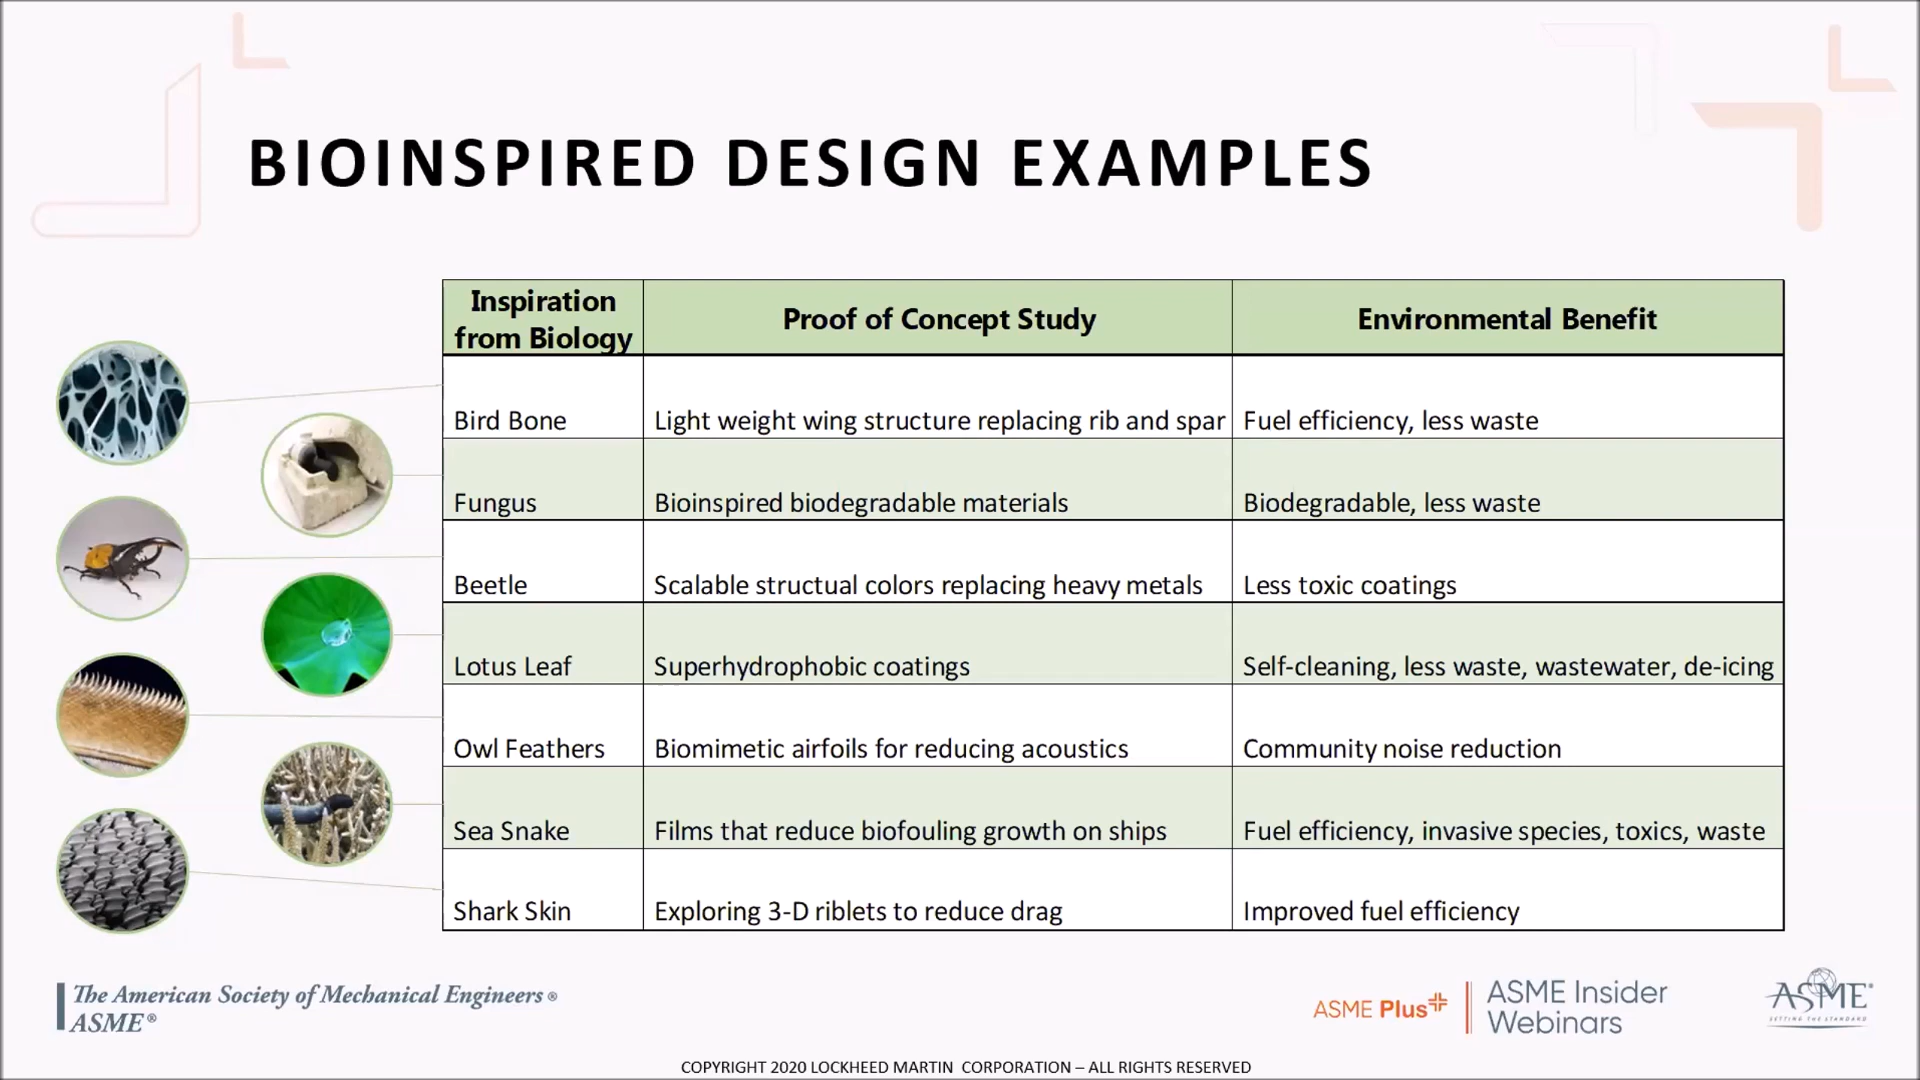 BIOINSPIRED DESIGN EXAMPLES
Inspiration
from Biology
Proof of Concept Study
Environmental Benefit
Bird Bone
Light weight wing structure replacing rib and spar
Fuel efficiency, less waste
Fungus
Bioinspired biodegradable materials
Biodegradable, less waste
Beetle
Scalable structual colors replacing heavy metals
Less toxic coatings
Lotus Leaf
Superhydrophobic coatings
Self-cleaning, less waste, wastewater, de-icing
Owl Feathers
Biomimetic airfoils for reducing acoustics
Community noise reduction
Sea Snake
Films that reduce biofouling growth on ships
Fuel efficiency, invasive species, toxics, waste
Shark Skin
Exploring 3-D riblets to reduce drag
Improved fuel efficiency
The American Society of Mechanical Engineers ®
ASME®
ASME Plus
ASME Insider
Webinars
ASME®
SETTING THE STANDARD
COPYRIGHT 2020 LOCKHEED MARTIN CORPORATION – ALL RIGHTS RESERVED